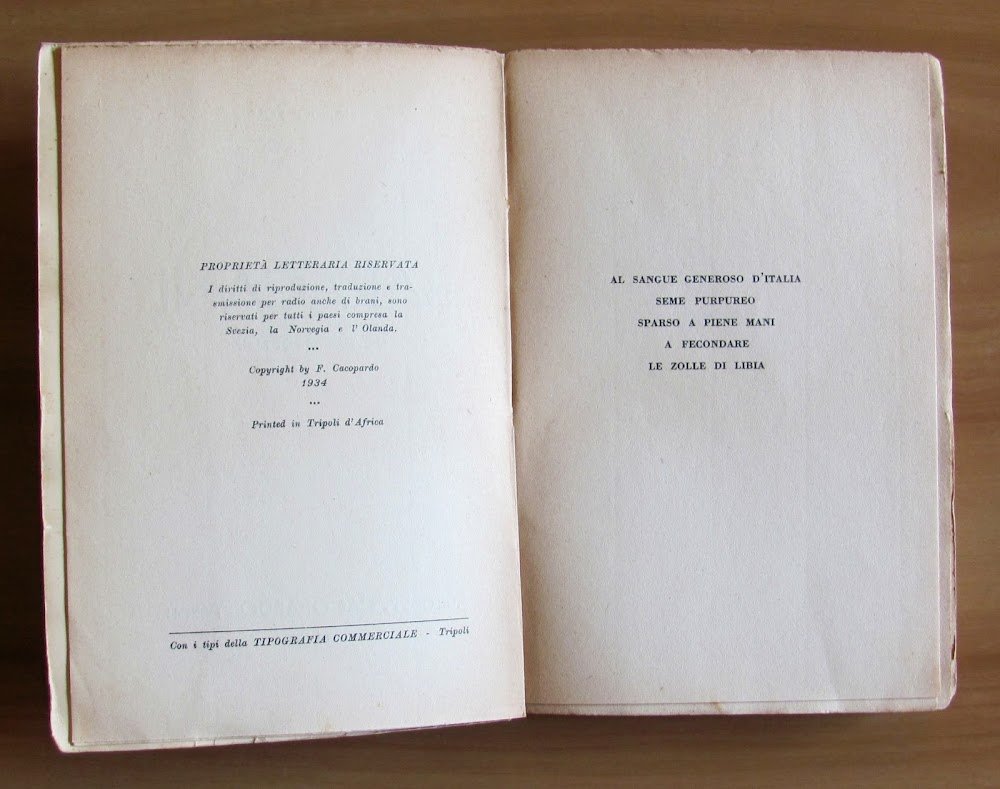 PROPRIETÀ LETTERARIA RISERVATA
I diritti di riproduzione, traduzione e tra-
smissione per radio anche di brani, sono
riservati per tutti i paesi compresa la
Svezia, la Norvegia e l'Olanda.
...
Copyright by F. Cacopardo
1934
...
Printed in Tripoli d'Africa
Con i tipi della TIPOGRAFIA COMMERCIALE - Tripoli
AL SANGUE GENEROSO D'ITALIA
SEME PURPUREO
SPARSO A PIENE MANI
A FECONDARE
LE ZOLLE DI LIBIA